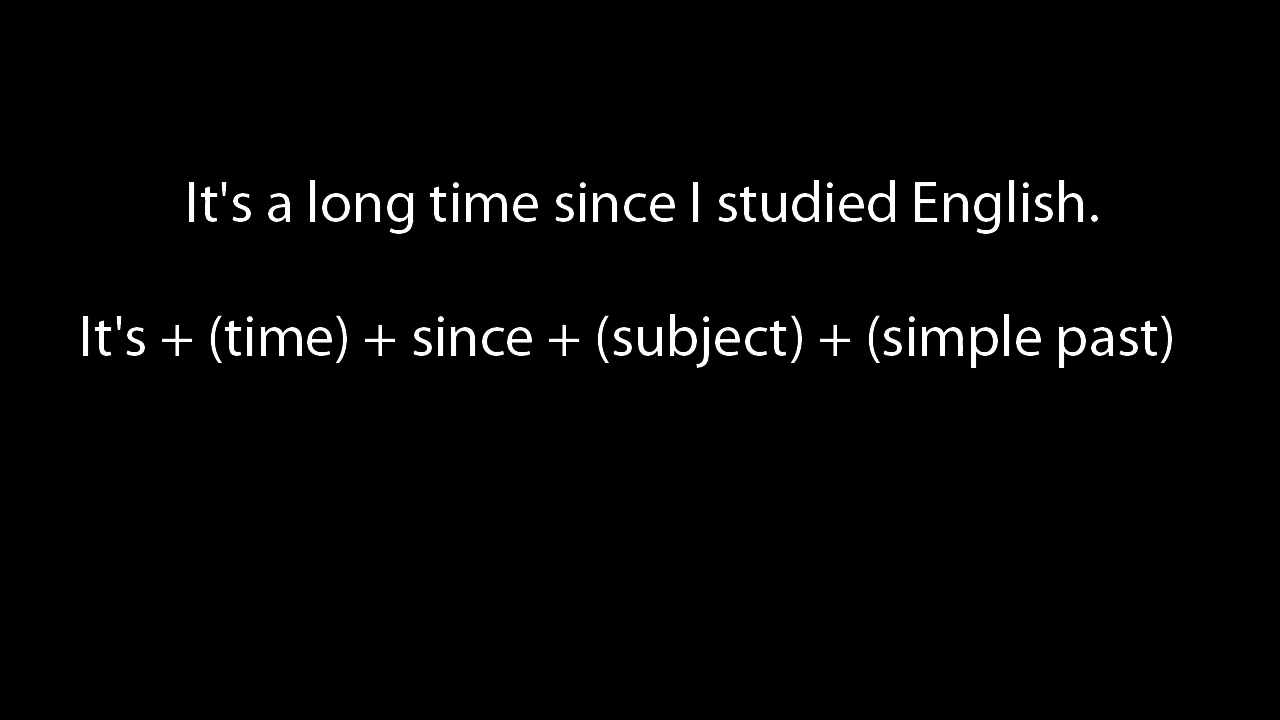 It's a long time since I studied English.
It's + (time) + since + (subject) + (simple past)